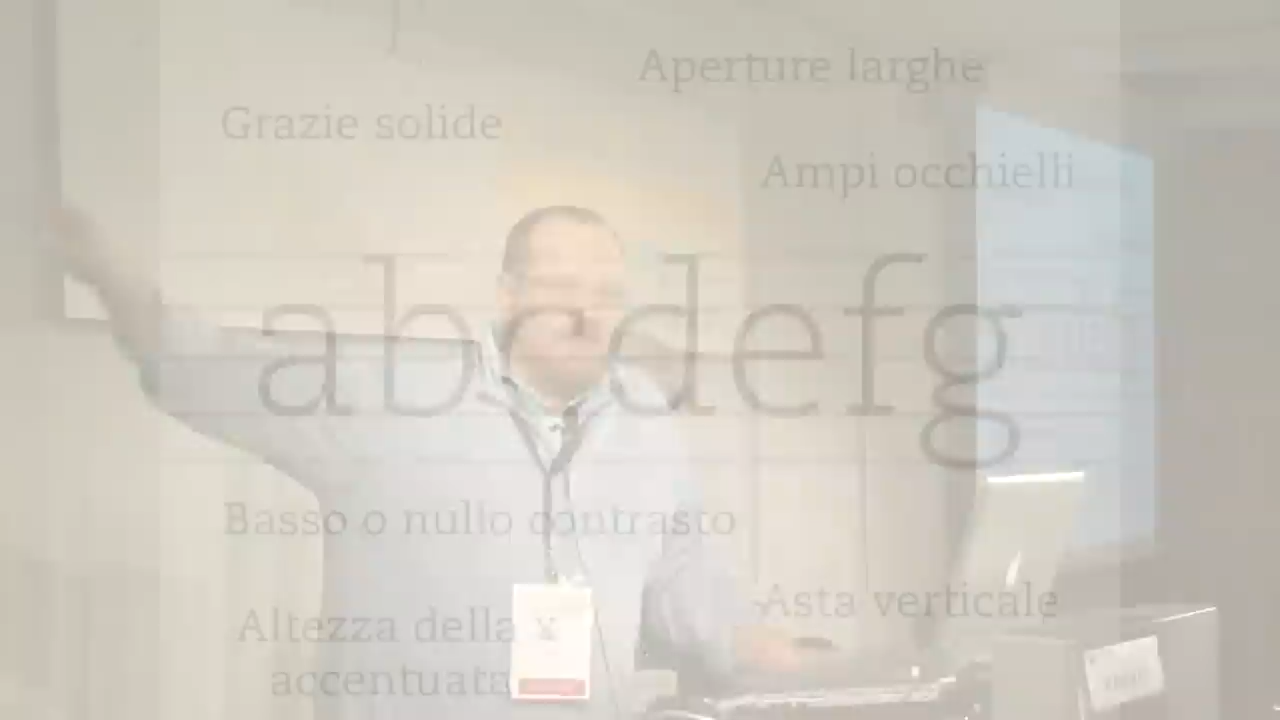 Aperture larghe
Grazie solide
Ampi occhielli
abcdefg
Basso o nullo contrasto
Asta verticale
Altezza della x
accentuata